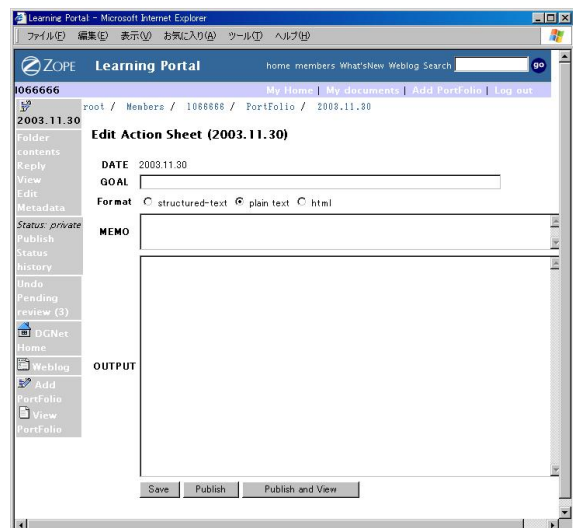 Learning Portal - Microsoft Internet Explorer
ファイル(F) 編集(E) 表示(V) お気に入り(A) ツール(T) ヘルプ(H)
ZOPE Learning Portal home members What'sNew Weblog Search GO
1066666 My Home | My documents | Add PortFolio | Log out
2003.11.30
root / Members / 1066666 / PortFolio / 2003.11.30
Folder
contents
Reply
View
Edit
Metadata
Status: private
Publish
Status
history
Undo
Pending
review (3)
DGNet
Home
Weblog
Add
PortFolio
View
PortFolio
Edit Action Sheet (2003.11.30)
DATE 2003.11.30
GOAL
Format structured-text plain text html
MEMO
OUTPUT
Save Publish Publish and View